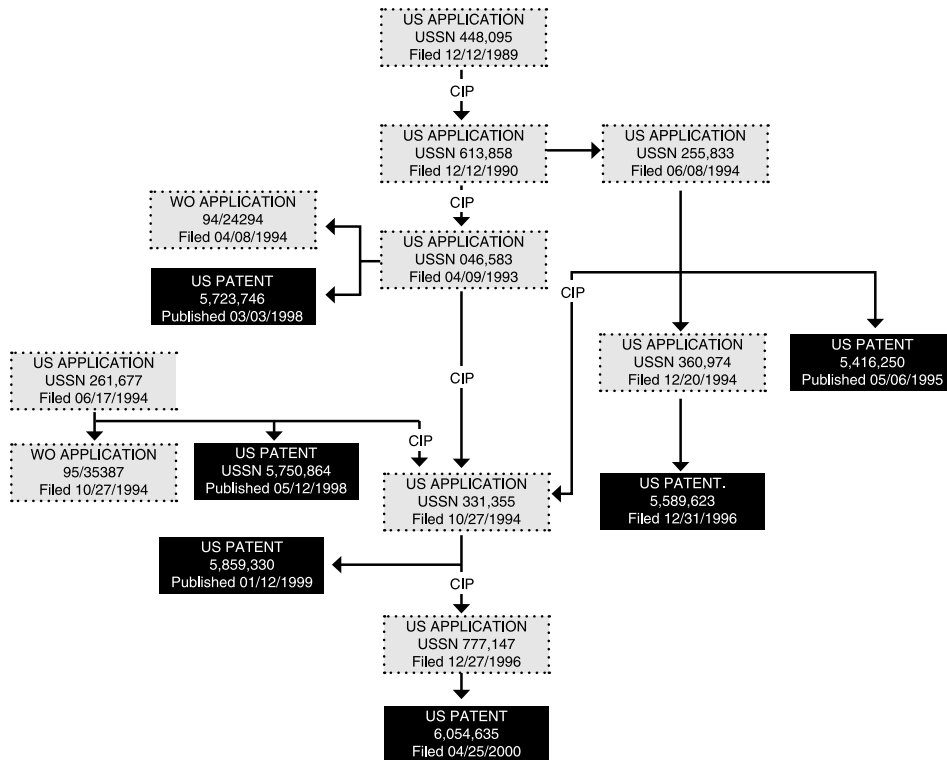 US APPLICATION
USSN 448,095
Filed 12/12/1989
CIP
US APPLICATION
USSN 613,858
Filed 12/12/1990
US APPLICATION
USSN 255,833
Filed 06/08/1994
CIP
WO APPLICATION
94/24294
Filed 04/08/1994
US APPLICATION
USSN 046,583
Filed 04/09/1993
US PATENT
5,723,746
Published 03/03/1998
CIP
US APPLICATION
USSN 360,974
Filed 12/20/1994
US PATENT
5,416,250
Published 05/06/1995
US APPLICATION
USSN 261,677
Filed 06/17/1994
CIP
CIP
WO APPLICATION
95/35387
Filed 10/27/1994
US PATENT
USSN 5,750,864
Published 05/12/1998
US APPLICATION
USSN 331,355
Filed 10/27/1994
US PATENT.
5,589,623
Filed 12/31/1996
US PATENT
5,859,330
Published 01/12/1999
CIP
US APPLICATION
USSN 777,147
Filed 12/27/1996
US PATENT
6,054,635
Filed 04/25/2000